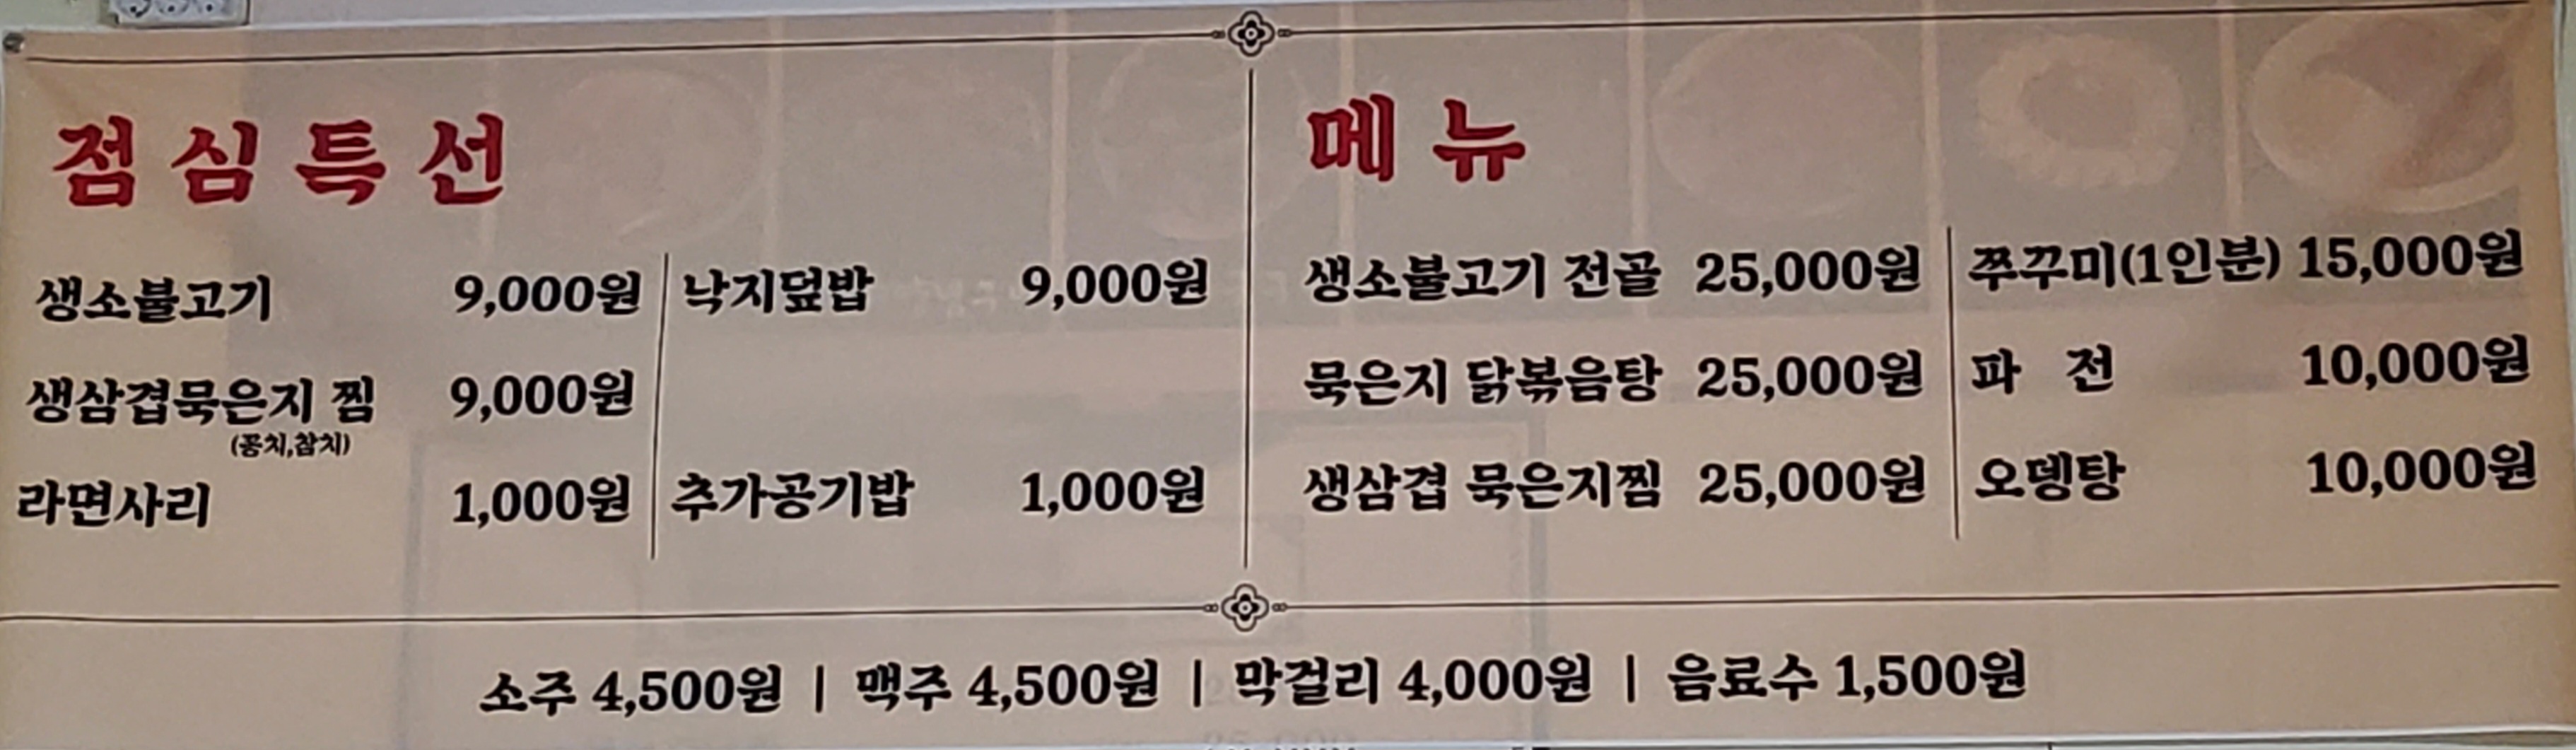 점심특선
생소불고기 9,000원
생삼겹묵은지 찜 9,000원
(꽁치,참치)
라면사리 1,000원
낙지덮밥 9,000원
추가공기밥 1,000원
메뉴
생소불고기 전골 25,000원
묵은지 닭볶음탕 25,000원
생삼겹 묵은지찜 25,000원
쭈꾸미(1인분) 15,000원
파 전 10,000원
오뎅탕 10,000원
소주 4,500원 | 맥주 4,500원 | 막걸리 4,000원 | 음료수 1,500원